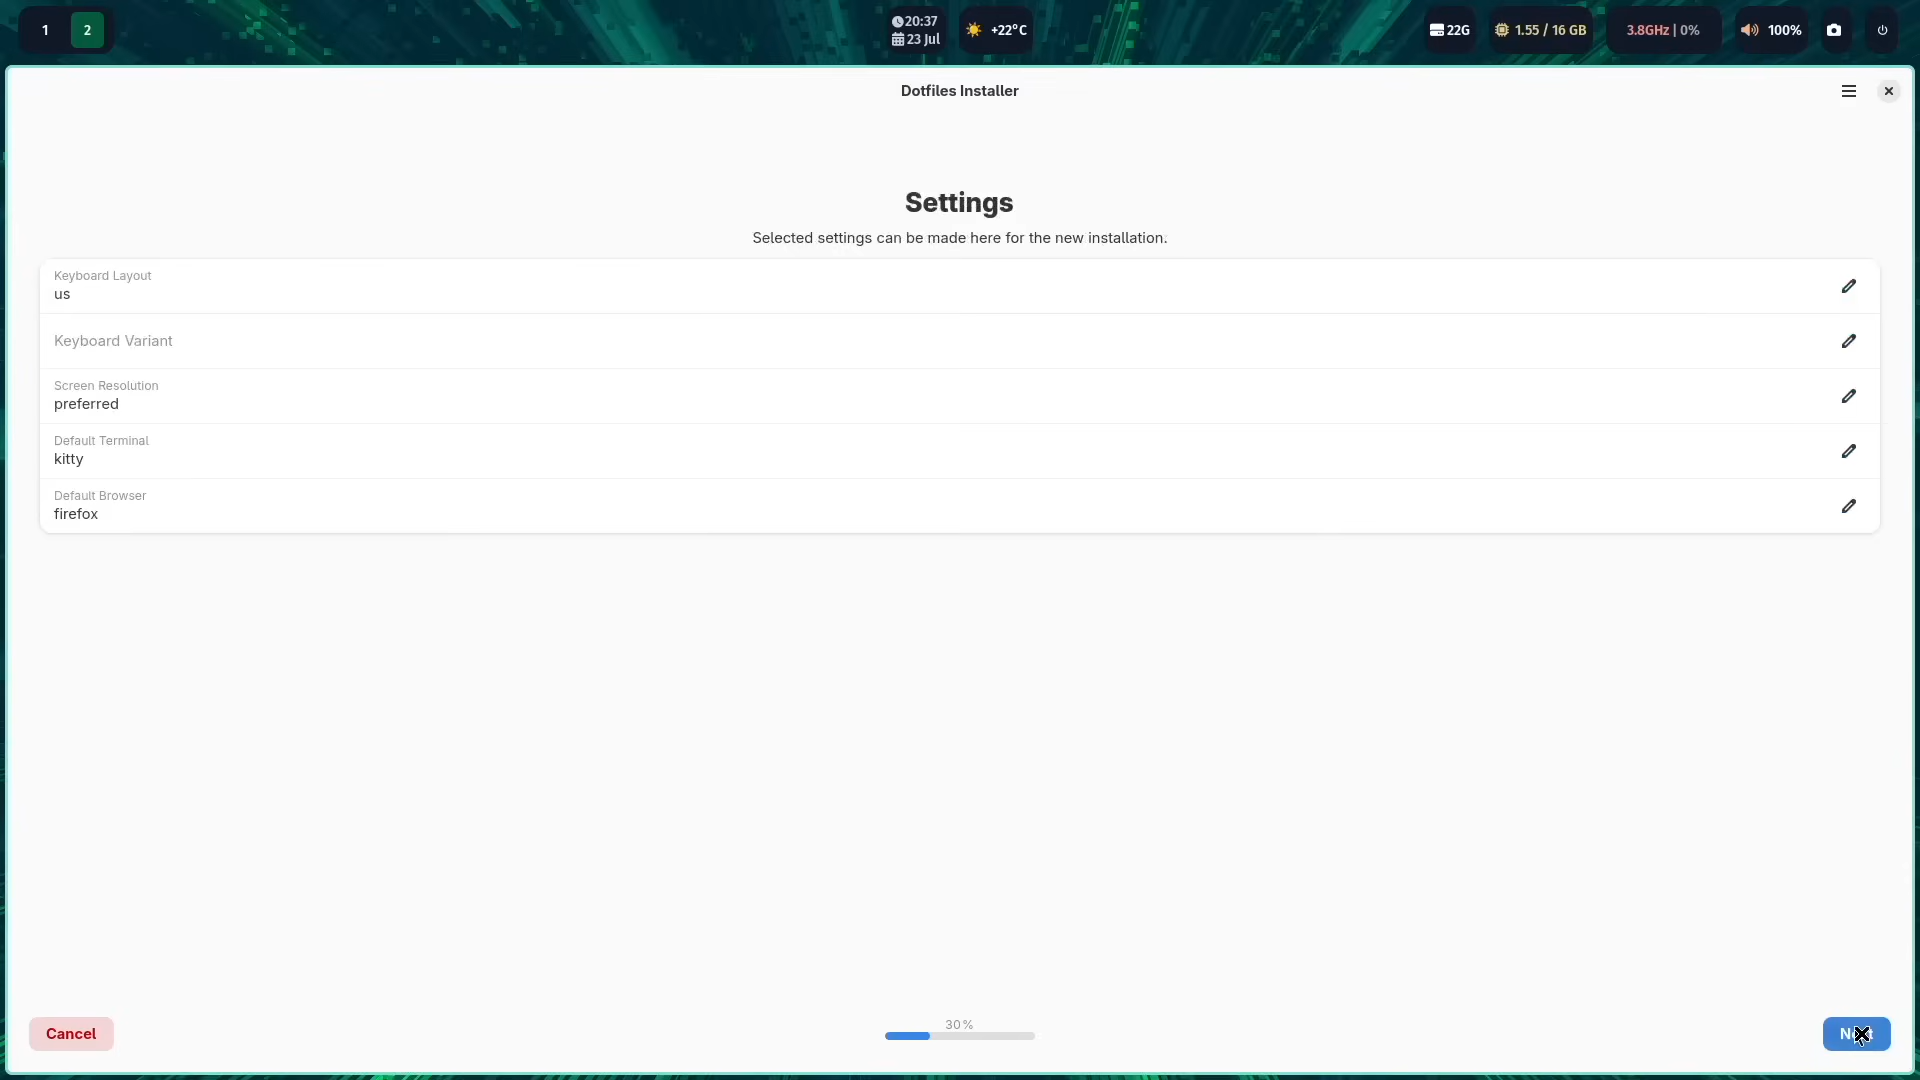 1
2
20:37
23 Jul
+22°C
22G
1.55 / 16 GB
3.8GHz | 0%
100%
Dotfiles Installer
Settings
Selected settings can be made here for the new installation.
Keyboard Layout
us
Keyboard Variant
Screen Resolution
preferred
Default Terminal
kitty
Default Browser
firefox
Cancel
30%